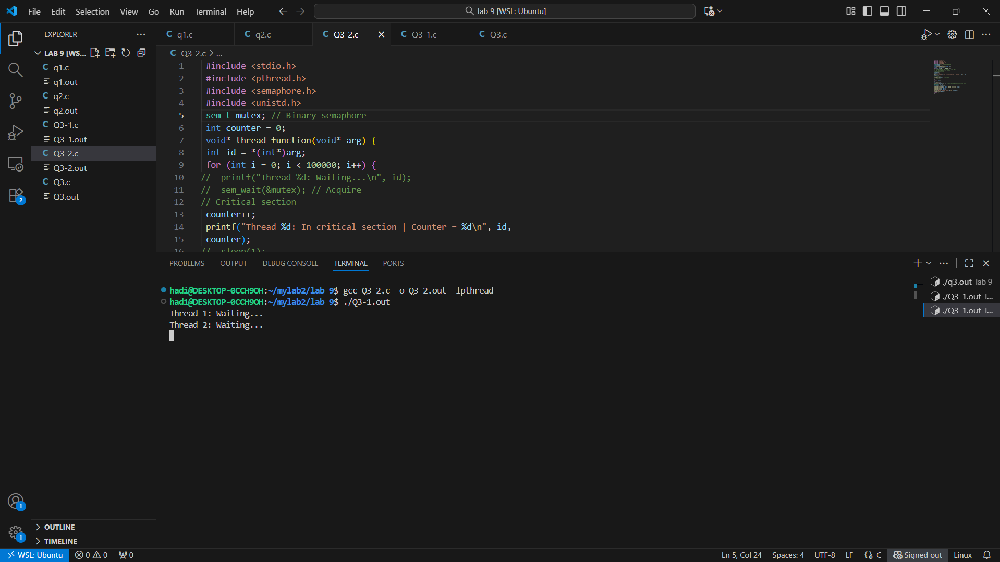 File Edit Selection View Go Run Terminal Help
lab 9 [WSL: Ubuntu]
EXPLORER
LAB 9 [WS...
q1.c
q1.out
q2.c
q2.out
Q3-1.c
Q3-1.out
Q3-2.c
Q3-2.out
Q3.c
Q3.out
OUTLINE
TIMELINE
2
1
1
q1.c
q2.c
Q3-2.c
Q3-1.c
Q3.c
Q3-2.c > ...
1 #include <stdio.h>
2 #include <pthread.h>
3 #include <semaphore.h>
4 #include <unistd.h>
5 sem_t mutex; // Binary semaphore
6 int counter = 0;
7 void* thread_function(void* arg) {
8 int id = *(int*)arg;
9 for (int i = 0; i < 100000; i++) {
10 //  printf("Thread %d: Waiting...\n", id);
11 //  sem_wait(&mutex); // Acquire
12 // Critical section
13 counter++;
14 printf("Thread %d: In critical section | Counter = %d\n", id,
15 counter);
16 //  sleep(1);
PROBLEMS OUTPUT DEBUG CONSOLE TERMINAL PORTS
hadi@DESKTOP-0CCH9OH:~/mylab2/lab 9$ gcc Q3-2.c -o Q3-2.out -lpthread
hadi@DESKTOP-0CCH9OH:~/mylab2/lab 9$ ./Q3-1.out
Thread 1: Waiting...
Thread 2: Waiting...
./q3.out lab 9
./Q3-1.out l...
./Q3-1.out l...
WSL: Ubuntu 0 0 0
Ln 5, Col 24 Spaces: 4 UTF-8 LF C Signed out Linux